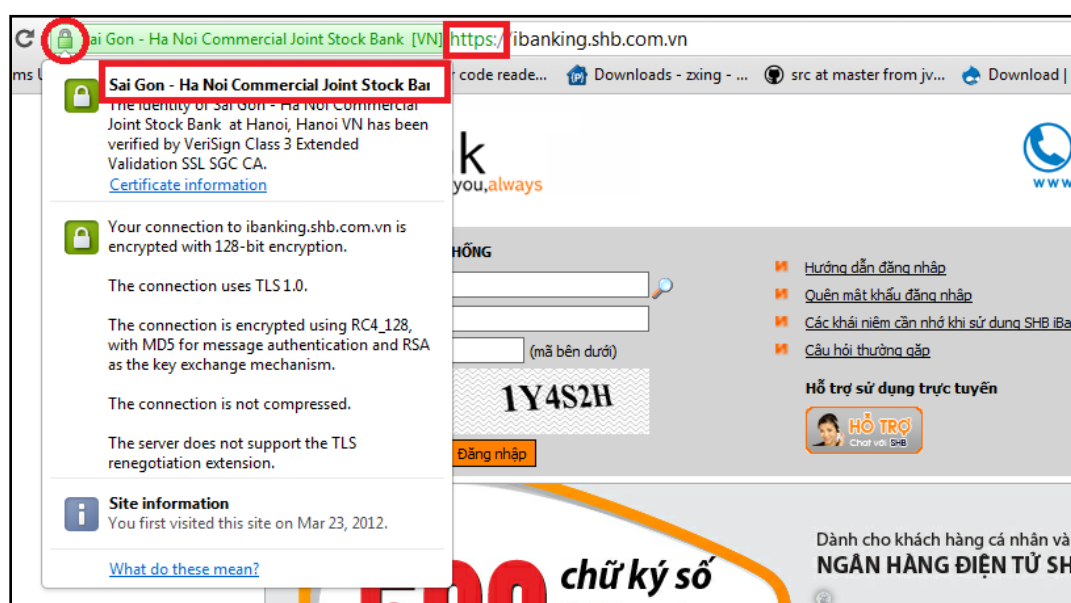 ai Gon - Ha Noi Commercial Joint Stock Bank [VN] https://ibanking.shb.com.vn
ms
code reade... Downloads - zxing - ... src at master from jv... Download |
Sai Gon - Ha Noi Commercial Joint Stock Bar
The identity of Sai Gon - Ha Noi Commercial
Joint Stock Bank at Hanoi, Hanoi VN has been
verified by VeriSign Class 3 Extended
Validation SSL SGC CA.
Certificate information
Your connection to ibanking.shb.com.vn is
encrypted with 128-bit encryption.
The connection uses TLS 1.0.
The connection is encrypted using RC4_128,
with MD5 for message authentication and RSA
as the key exchange mechanism.
The connection is not compressed.
The server does not support the TLS
renegotiation extension.
Site information
You first visited this site on Mar 23, 2012.
What do these mean?
k
you,always
www
HỐNG
(mã bên dưới)
1Y4S2H
Đăng nhập
Hướng dẫn đăng nhập
Quên mật khẩu đăng nhập
Các khái niệm cần nhớ khi sử dụng SHB iBa
Câu hỏi thường gặp
Hỗ trợ sử dụng trực tuyến
HỖ TRỢ
Chat với SHB
chữ ký số
Dành cho khách hàng cá nhân và
NGÂN HÀNG ĐIỆN TỬ SH